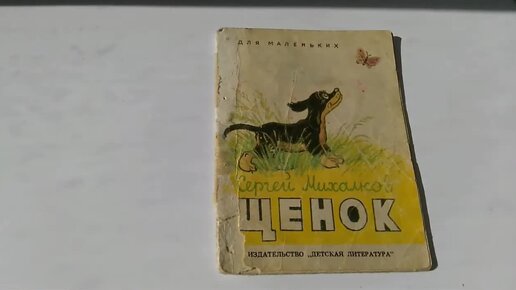 ДЛЯ МАЛЕНЬКИХ
Сергей Михалков
ЩЕНОК
ИЗДАТЕЛЬСТВО „ДЕТСКАЯ ЛИТЕРАТУРА"